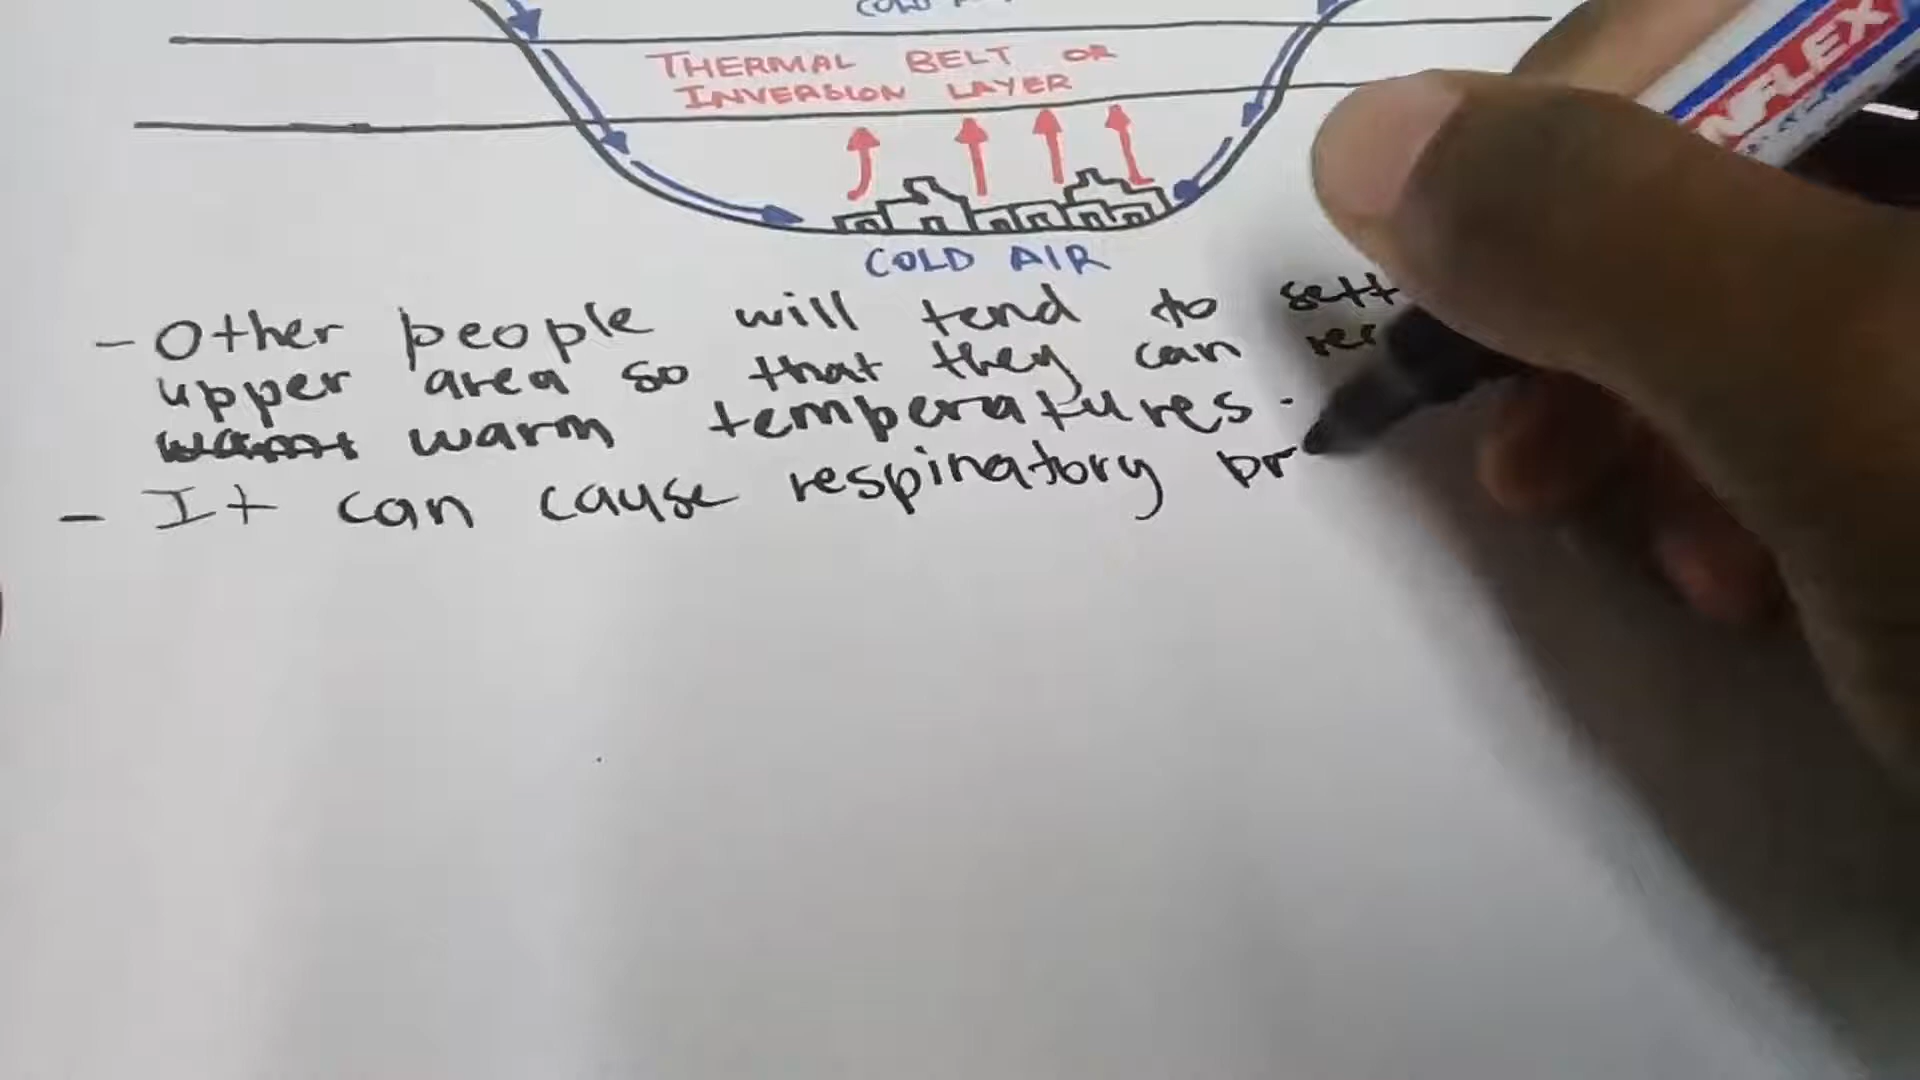 THERMAL BELT OR
INVERSION LAYER
COLD AIR
- Other people will tend to
upper area so that they can
warm temperatures.
- It can cause respiratory pr